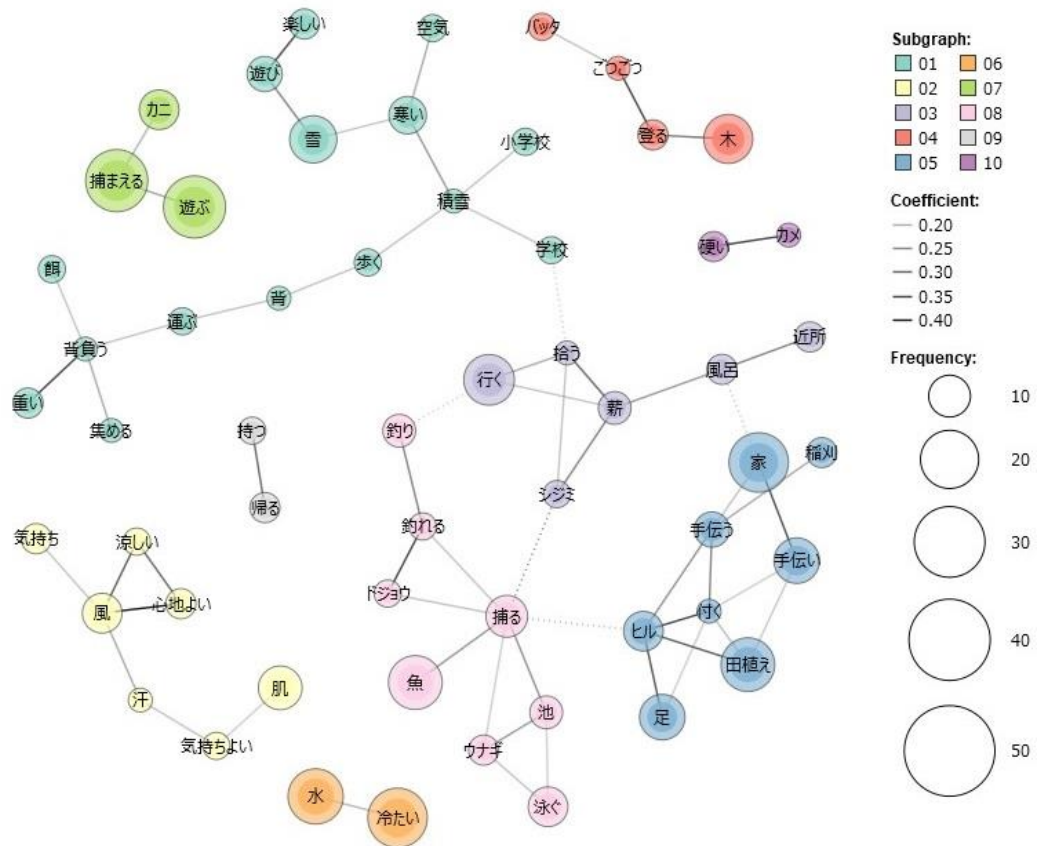 楽しい
空気
バッタ
ごつごつ
遊び
カニ
寒い
雪
小学校
登る
木
捕まえる
遊ぶ
積雪
硬い
カメ
学校
餌
歩く
背
運ぶ
背負う
近所
拾う
風呂
行く
重い
薪
集める
持つ
釣り
家
稲刈
シジミ
帰る
釣れる
手伝う
気持ち
涼しい
手伝い
ドジョウ
心地よい
風
捕る
付く
ヒル
田植え
魚
肌
汗
池
足
気持ちよい
ウナギ
水
冷たい
泳ぐ
Subgraph:
01 06
02 07
03 08
04 09
05 10
Coefficient:
0.20
0.25
0.30
0.35
0.40
Frequency:
10
20
30
40
50